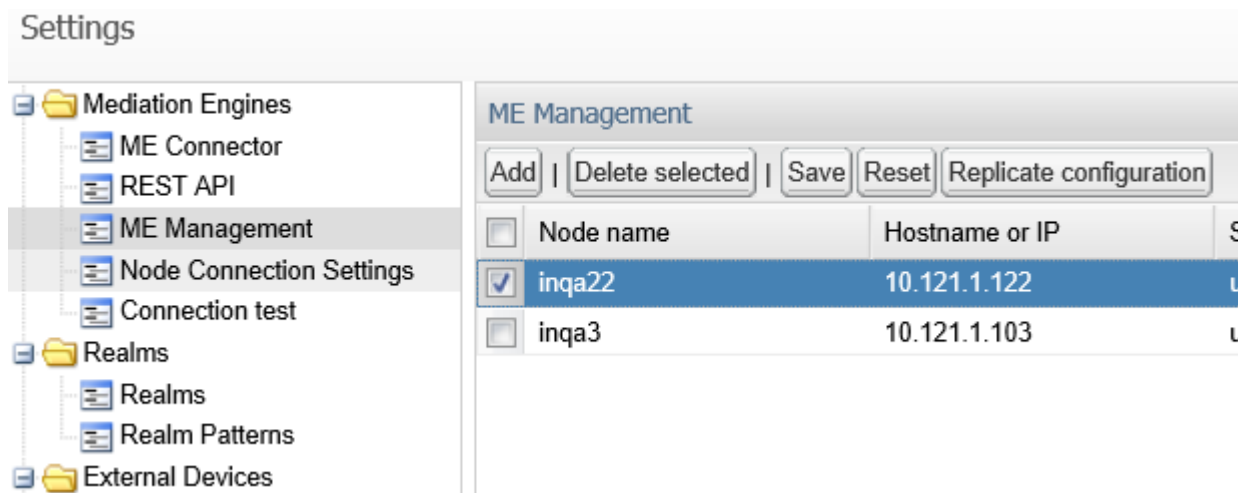 Settings
Mediation Engines
ME Connector
REST API
ME Management
Node Connection Settings
Connection test
Realms
Realms
Realm Patterns
External Devices
ME Management
Add | Delete selected | Save Reset Replicate configuration
Node name Hostname or IP
inqa22 10.121.1.122
inqa3 10.121.1.103